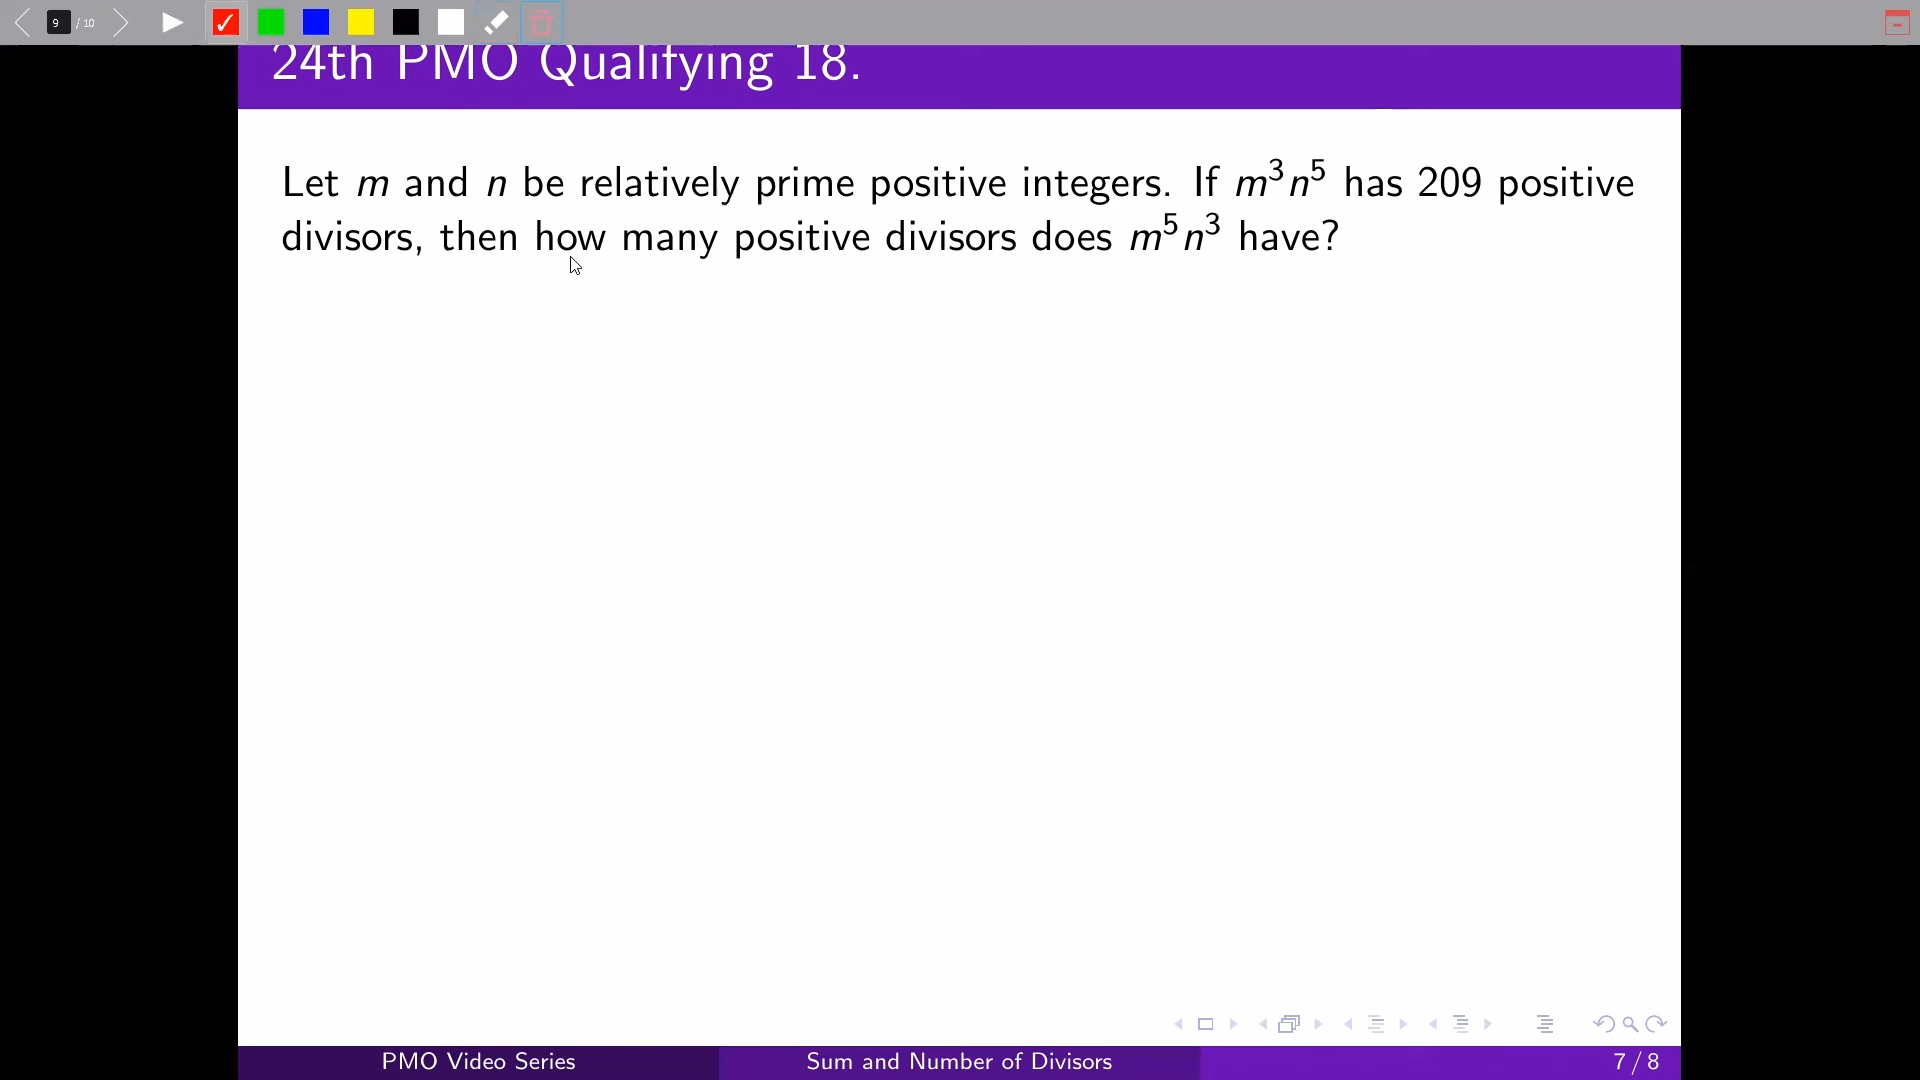 9 / 10
24th PMO Qualifying 18.
Let m and n be relatively prime positive integers. If m³n⁵ has 209 positive
divisors, then how many positive divisors does m⁵n³ have?
PMO Video Series Sum and Number of Divisors 7 / 8